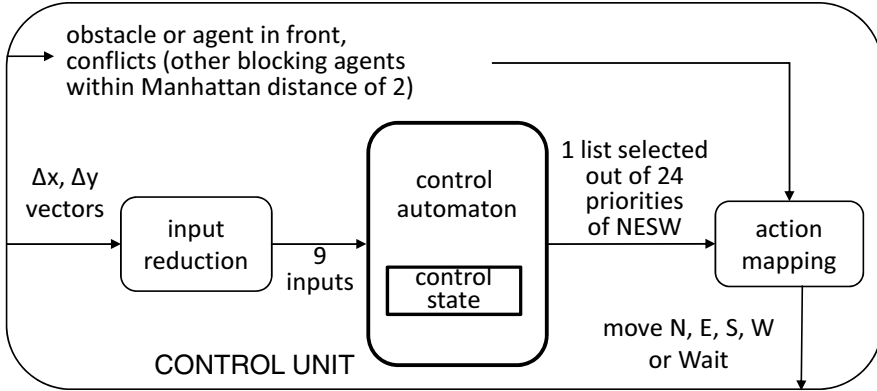 obstacle or agent in front,
conflicts (other blocking agents
within Manhattan distance of 2)
Δx, Δy
vectors
input
reduction
9
inputs
control
automaton
control
state
1 list selected
out of 24
priorities
of NESW
action
mapping
move N, E, S, W
or Wait
CONTROL UNIT